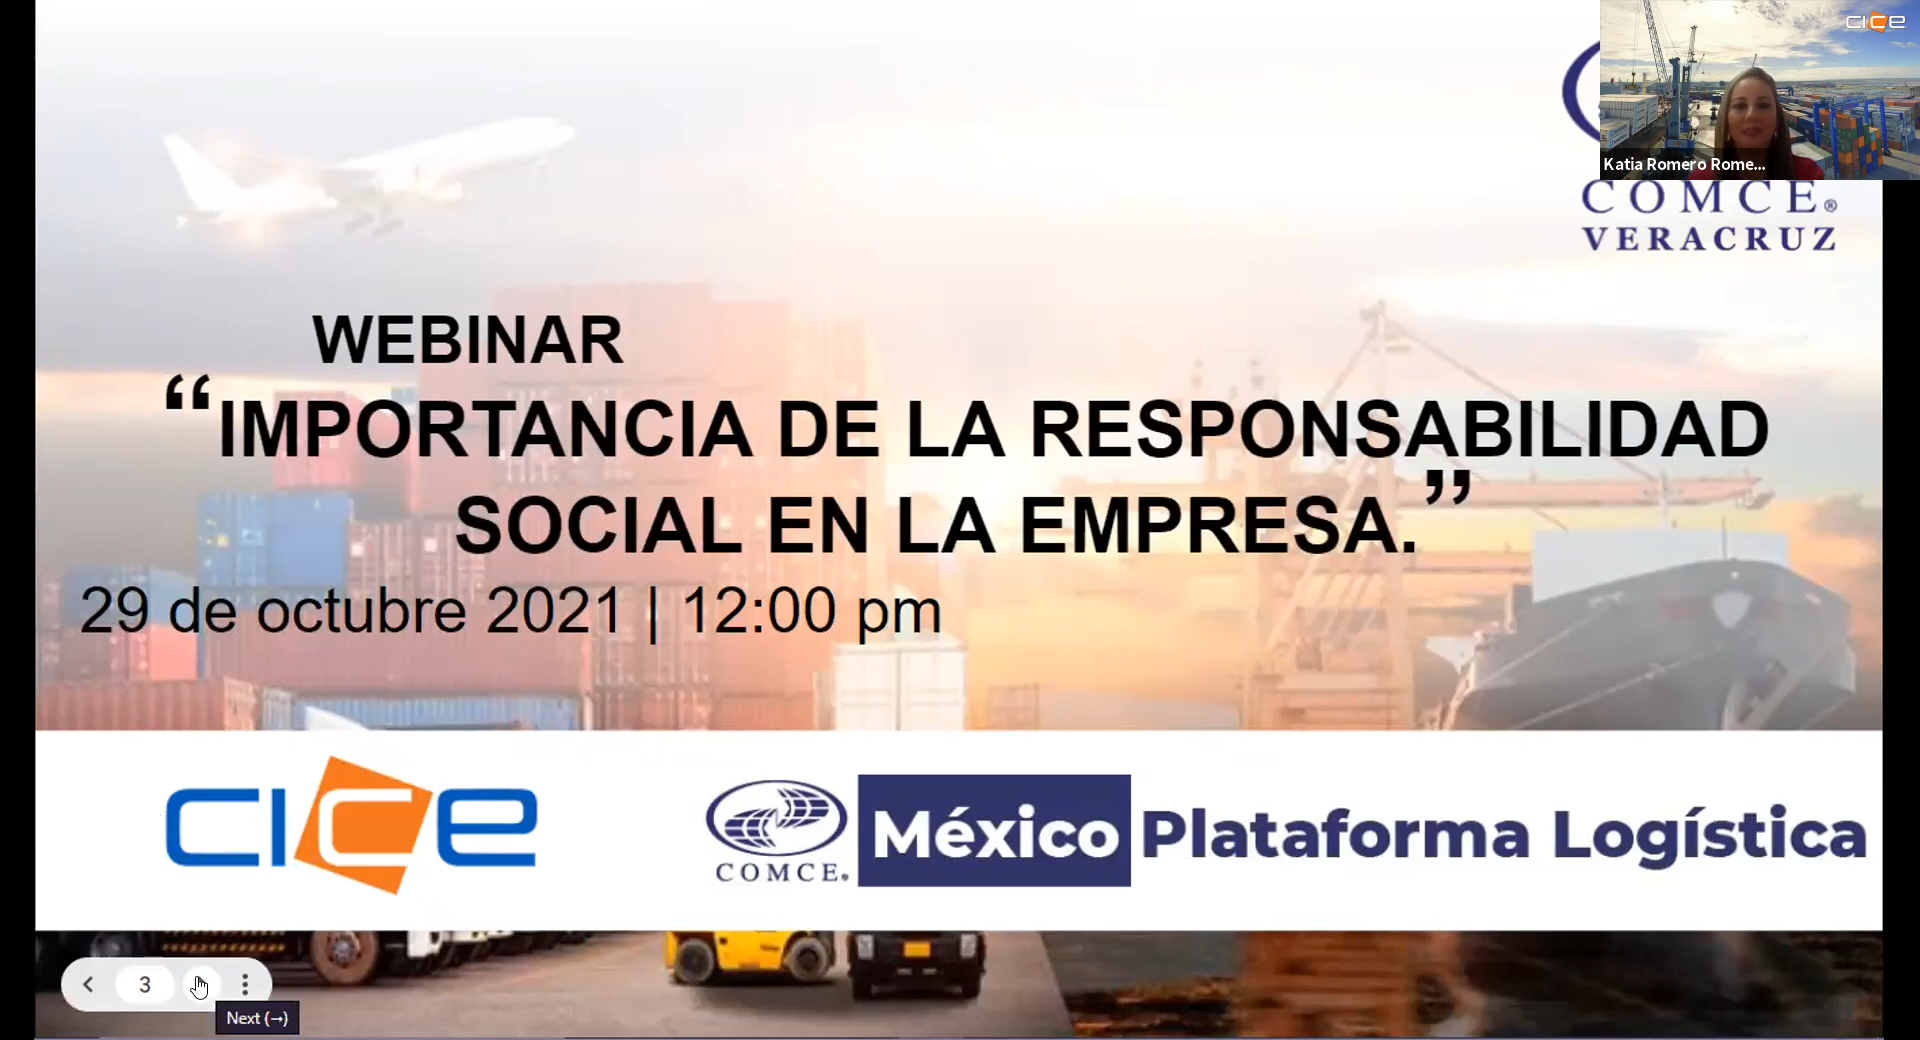 cice
Katia Romero Rome...
COMCE®
VERACRUZ
WEBINAR
“IMPORTANCIA DE LA RESPONSABILIDAD
SOCIAL EN LA EMPRESA.”
29 de octubre 2021 | 12:00 pm
cice
COMCE®
México Plataforma Logística
3
Next (→)